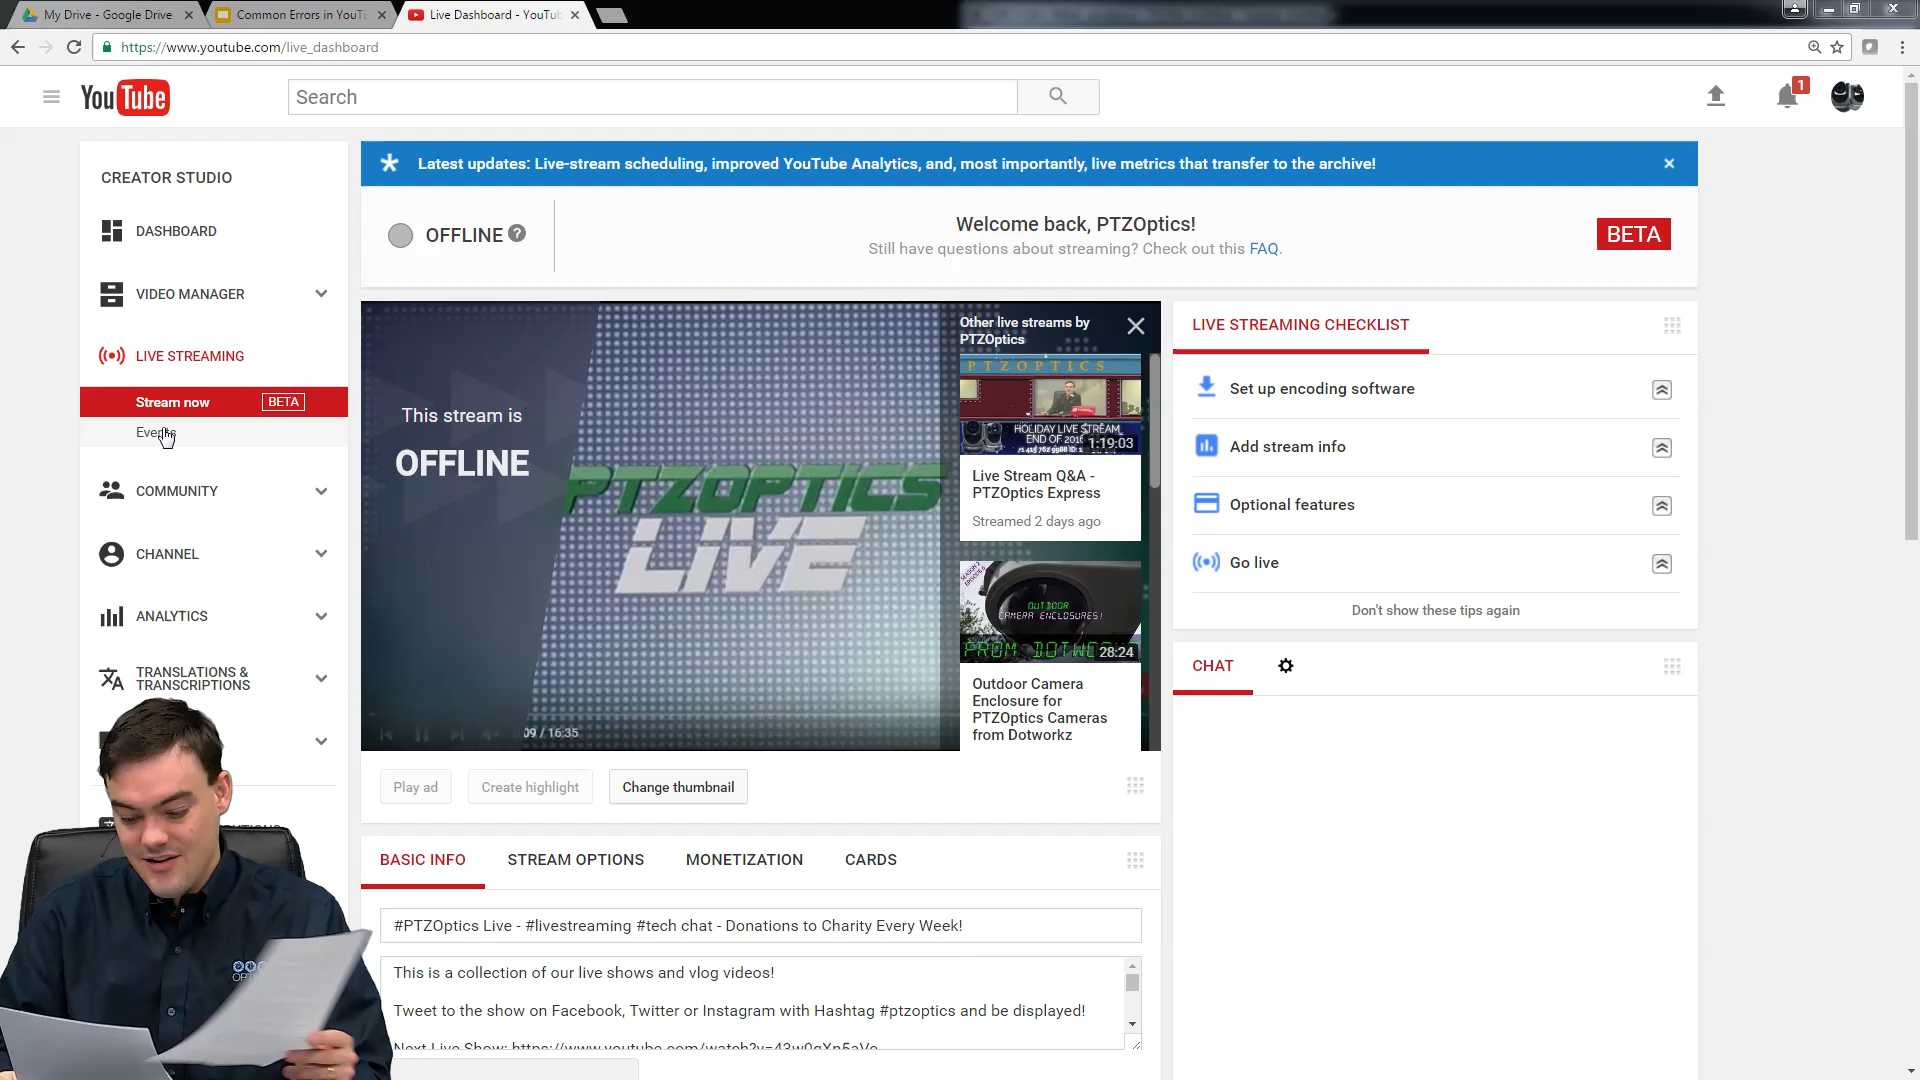 My Drive - Google Drive
Common Errors in YouTu
Live Dashboard - YouTub
https://www.youtube.com/live_dashboard
YouTube
Search
1
CREATOR STUDIO
DASHBOARD
VIDEO MANAGER
LIVE STREAMING
Stream now
BETA
Events
COMMUNITY
CHANNEL
ANALYTICS
TRANSLATIONS &
TRANSCRIPTIONS
Latest updates: Live-stream scheduling, improved YouTube Analytics, and, most importantly, live metrics that transfer to the archive!
OFFLINE
Welcome back, PTZOptics!
Still have questions about streaming? Check out this FAQ.
BETA
This stream is
OFFLINE
PTZOPTICS
LIVE
09 / 16:35
Other live streams by
PTZOptics
PTZOPTICS
HOLIDAY LIVE STREAM
END OF 2016
1:19:03
Live Stream Q&A -
PTZOptics Express
Streamed 2 days ago
OUTDOOR
CAMERA ENCLOSURES!
28:24
Outdoor Camera
Enclosure for
PTZOptics Cameras
from Dotworkz
Play ad
Create highlight
Change thumbnail
LIVE STREAMING CHECKLIST
Set up encoding software
Add stream info
Optional features
Go live
Don't show these tips again
CHAT
BASIC INFO
STREAM OPTIONS
MONETIZATION
CARDS
#PTZOptics Live - #livestreaming #tech chat - Donations to Charity Every Week!
This is a collection of our live shows and vlog videos!
Tweet to the show on Facebook, Twitter or Instagram with Hashtag #ptzoptics and be displayed!
Next Live Show: